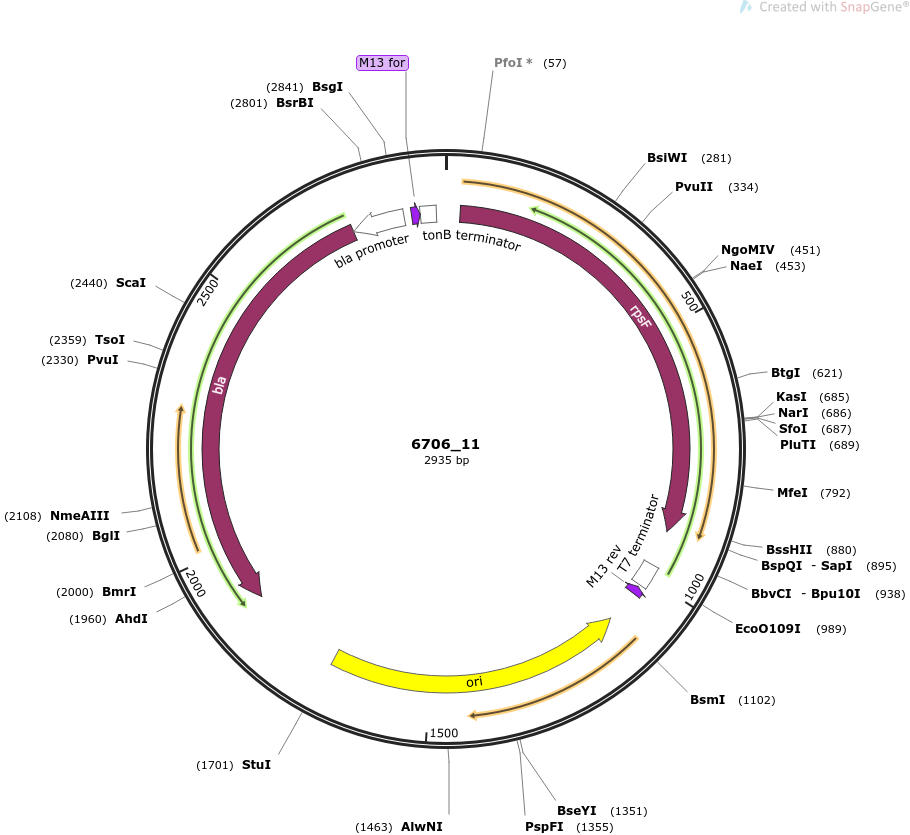 Created with SnapGene®
M13 for
PfoI * (57)
(2841) BsgI
(2801) BsrBI
BsiWI (281)
PvuII (334)
NgoMIV (451)
NaeI (453)
bla promoter
tonB terminator
(2440) ScaI
2500
500
rpsF
(2359) TsoI
(2330) PvuI
BtgI (621)
bla
KasI (685)
NarI (686)
SfoI (687)
PluTI (689)
6706_11
2935 bp
MfeI (792)
(2108) NmeAIII
(2080) BglI
T7 terminator
M13 rev
BssHII (880)
BspQI - SapI (895)
(2000) BmrI
2000
1000
BbvCI - Bpu10I (938)
(1960) AhdI
EcoO109I (989)
ori
BsmI (1102)
1500
(1701) StuI
BseYI (1351)
(1463) AlwNI
PspFI (1355)